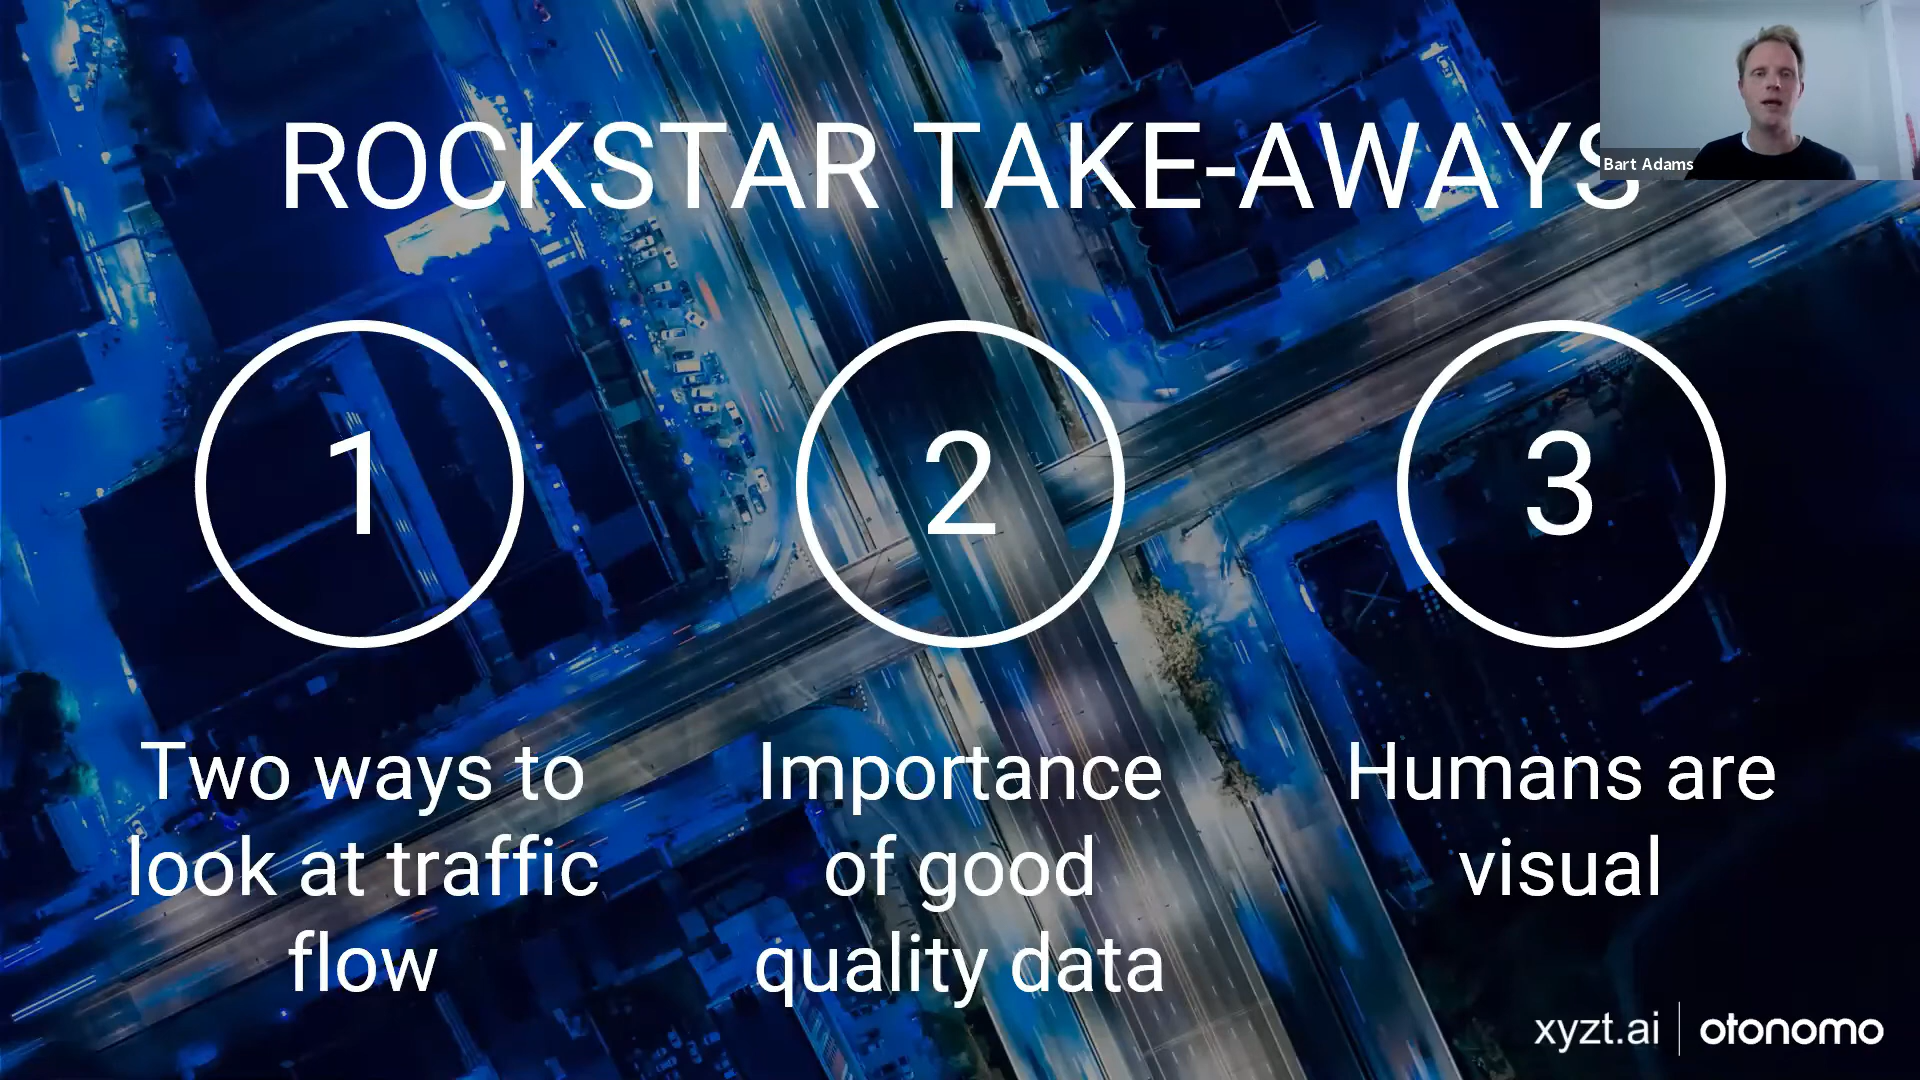 ROCKSTAR TAKE-AWAYS
Bart Adams
1
2
3
Two ways to
look at traffic
flow
Importance
of good
quality data
Humans are
visual
xyzt.ai | otonomo